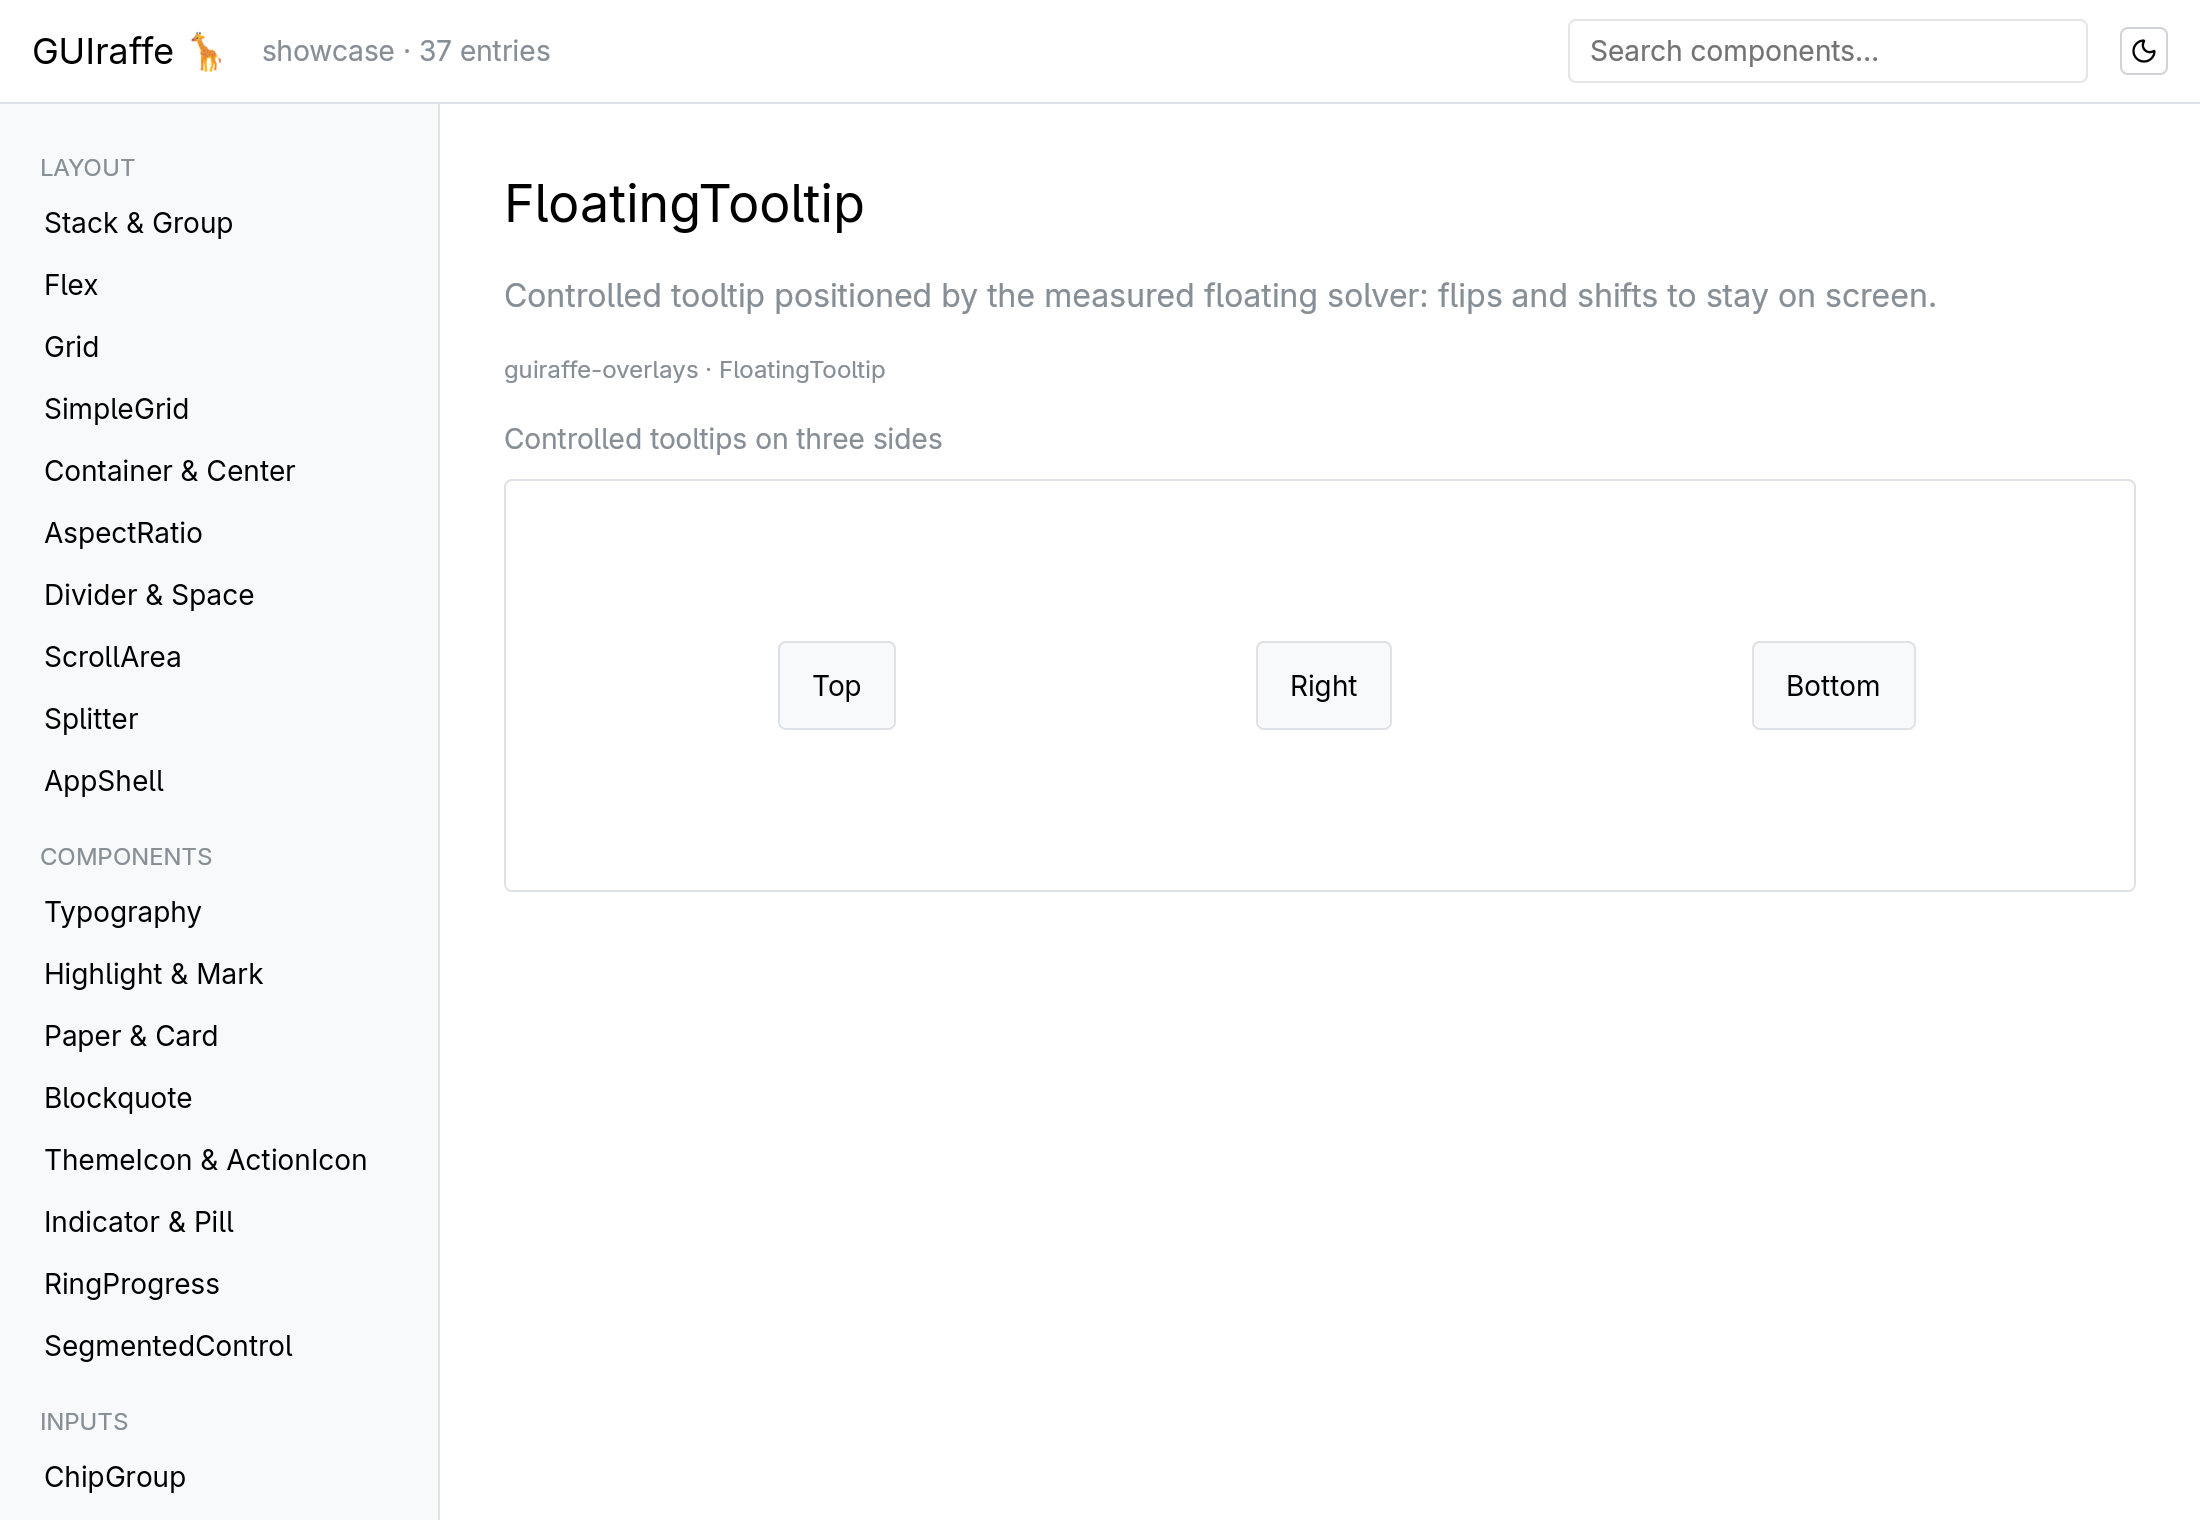 GUIraffe 🦒 showcase · 37 entries
Search components...
LAYOUT
Stack & Group
Flex
Grid
SimpleGrid
Container & Center
AspectRatio
Divider & Space
ScrollArea
Splitter
AppShell
COMPONENTS
Typography
Highlight & Mark
Paper & Card
Blockquote
ThemeIcon & ActionIcon
Indicator & Pill
RingProgress
SegmentedControl
INPUTS
ChipGroup
FloatingTooltip
Controlled tooltip positioned by the measured floating solver: flips and shifts to stay on screen.
guiraffe-overlays · FloatingTooltip
Controlled tooltips on three sides
Top
Right
Bottom